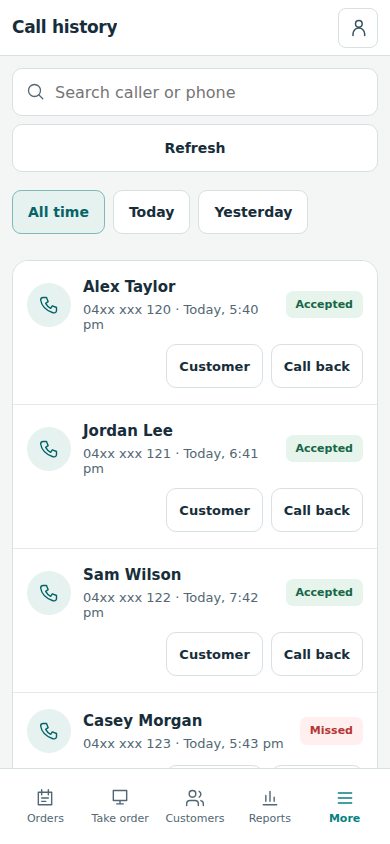 Call history
Search caller or phone
Refresh
All time
Today
Yesterday
Alex Taylor
04xx xxx 120 · Today, 5:40
pm
Accepted
Customer
Call back
Jordan Lee
04xx xxx 121 · Today, 6:41
pm
Accepted
Customer
Call back
Sam Wilson
04xx xxx 122 · Today, 7:42
pm
Accepted
Customer
Call back
Casey Morgan
04xx xxx 123 · Today, 5:43 pm
Missed
Orders
Take order
Customers
Reports
More